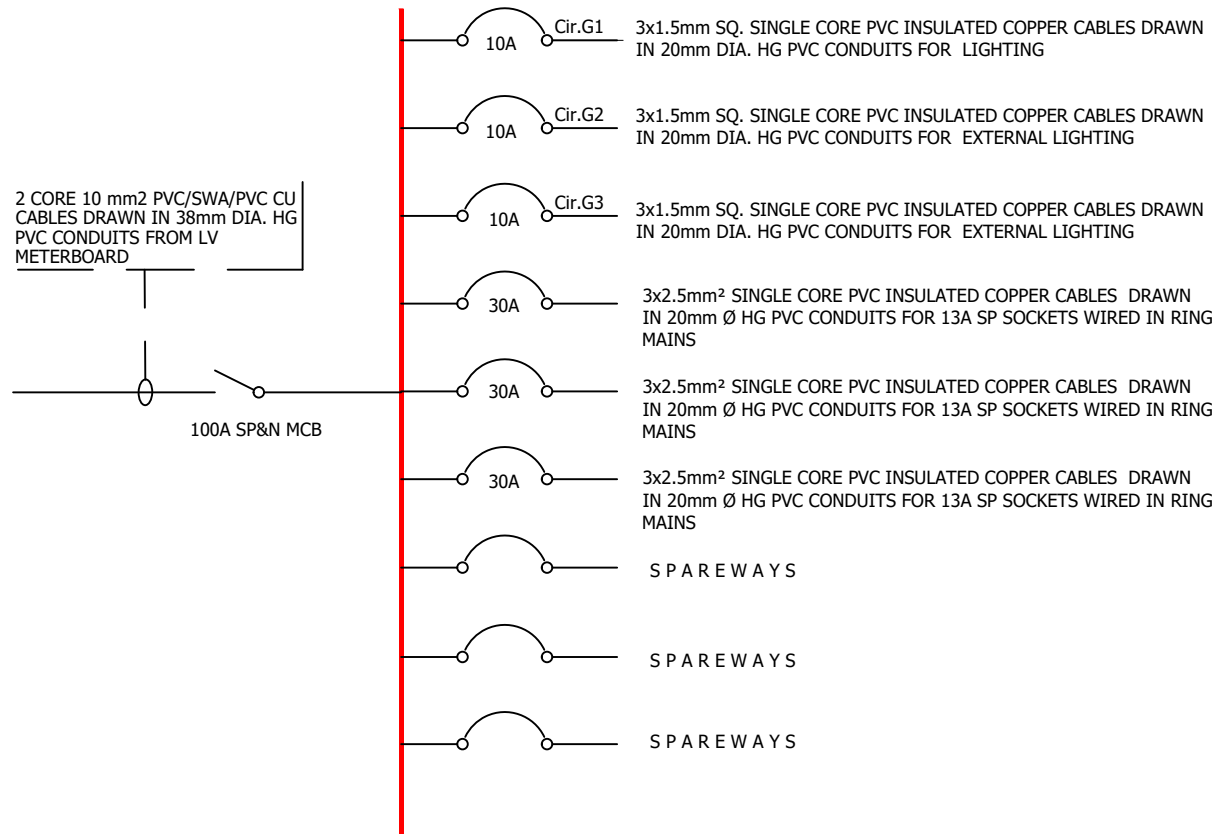 10A
Cir.G1
3x1.5mm SQ. SINGLE CORE PVC INSULATED COPPER CABLES DRAWN
IN 20mm DIA. HG PVC CONDUITS FOR LIGHTING
10A
Cir.G2
3x1.5mm SQ. SINGLE CORE PVC INSULATED COPPER CABLES DRAWN
IN 20mm DIA. HG PVC CONDUITS FOR EXTERNAL LIGHTING
2 CORE 10 mm2 PVC/SWA/PVC CU
CABLES DRAWN IN 38mm DIA. HG
PVC CONDUITS FROM LV
METERBOARD
10A
Cir.G3
3x1.5mm SQ. SINGLE CORE PVC INSULATED COPPER CABLES DRAWN
IN 20mm DIA. HG PVC CONDUITS FOR EXTERNAL LIGHTING
30A
3x2.5mm² SINGLE CORE PVC INSULATED COPPER CABLES DRAWN
IN 20mm Ø HG PVC CONDUITS FOR 13A SP SOCKETS WIRED IN RING
MAINS
100A SP&N MCB
30A
3x2.5mm² SINGLE CORE PVC INSULATED COPPER CABLES DRAWN
IN 20mm Ø HG PVC CONDUITS FOR 13A SP SOCKETS WIRED IN RING
MAINS
30A
3x2.5mm² SINGLE CORE PVC INSULATED COPPER CABLES DRAWN
IN 20mm Ø HG PVC CONDUITS FOR 13A SP SOCKETS WIRED IN RING
MAINS
S P A R E W A Y S
S P A R E W A Y S
S P A R E W A Y S